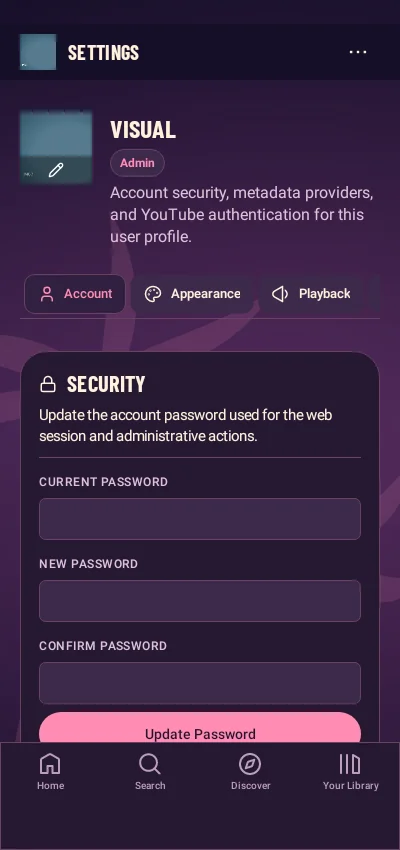 SETTINGS
VISUAL
Admin
Account security, metadata providers,
and YouTube authentication for this
user profile.
Account
Appearance
Playback
SECURITY
Update the account password used for the web
session and administrative actions.
CURRENT PASSWORD
NEW PASSWORD
CONFIRM PASSWORD
Update Password
Home
Search
Discover
Your Library